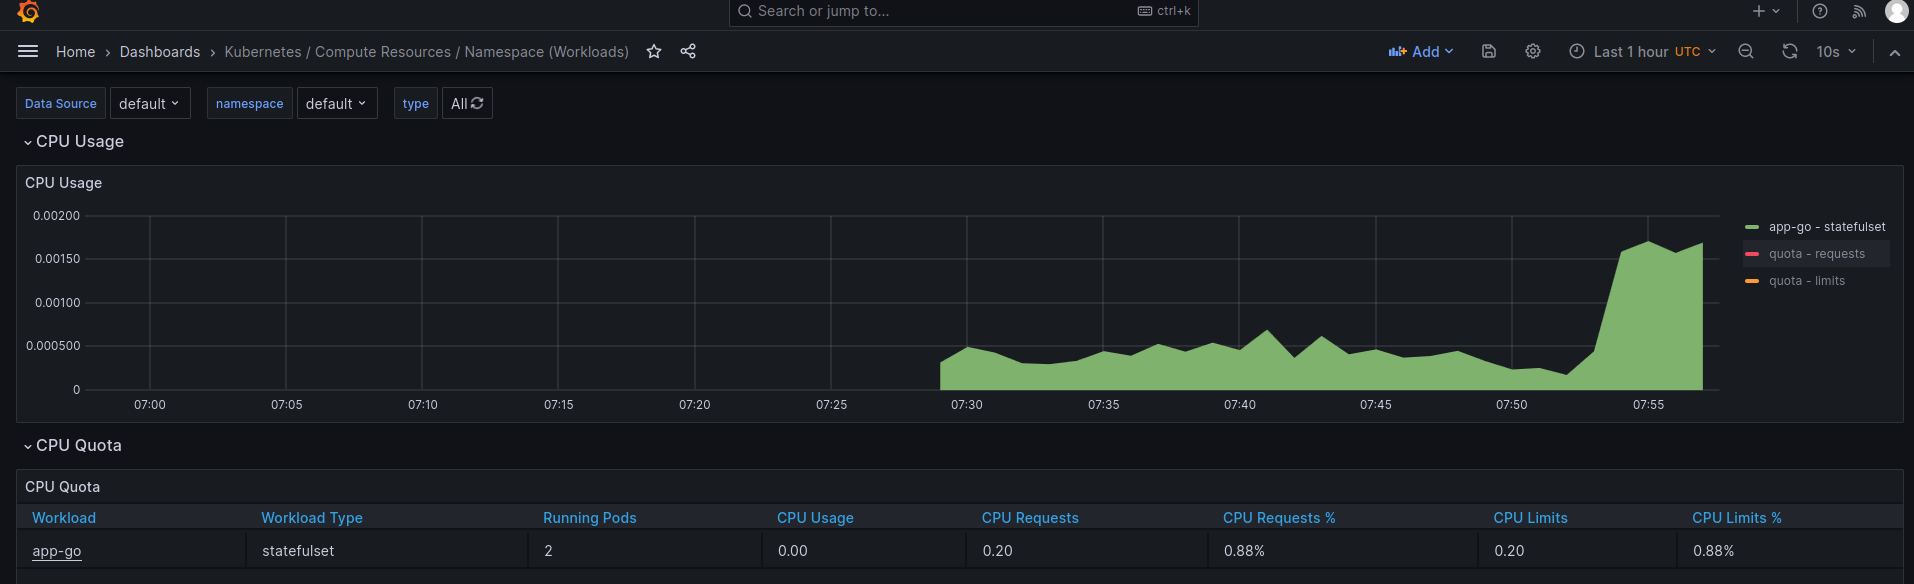 Search or jump to... ctrl+k
Home › Dashboards › Kubernetes / Compute Resources / Namespace (Workloads) Add Last 1 hour UTC 10s
Data Source default namespace default type All
CPU Usage
CPU Usage
0.00200
0.00150
0.00100
0.000500
0
07:00 07:05 07:10 07:15 07:20 07:25 07:30 07:35 07:40 07:45 07:50 07:55
app-go - statefulset
quota - requests
quota - limits
CPU Quota
CPU Quota
Workload Workload Type Running Pods CPU Usage CPU Requests CPU Requests % CPU Limits CPU Limits %
app-go statefulset 2 0.00 0.20 0.88% 0.20 0.88%